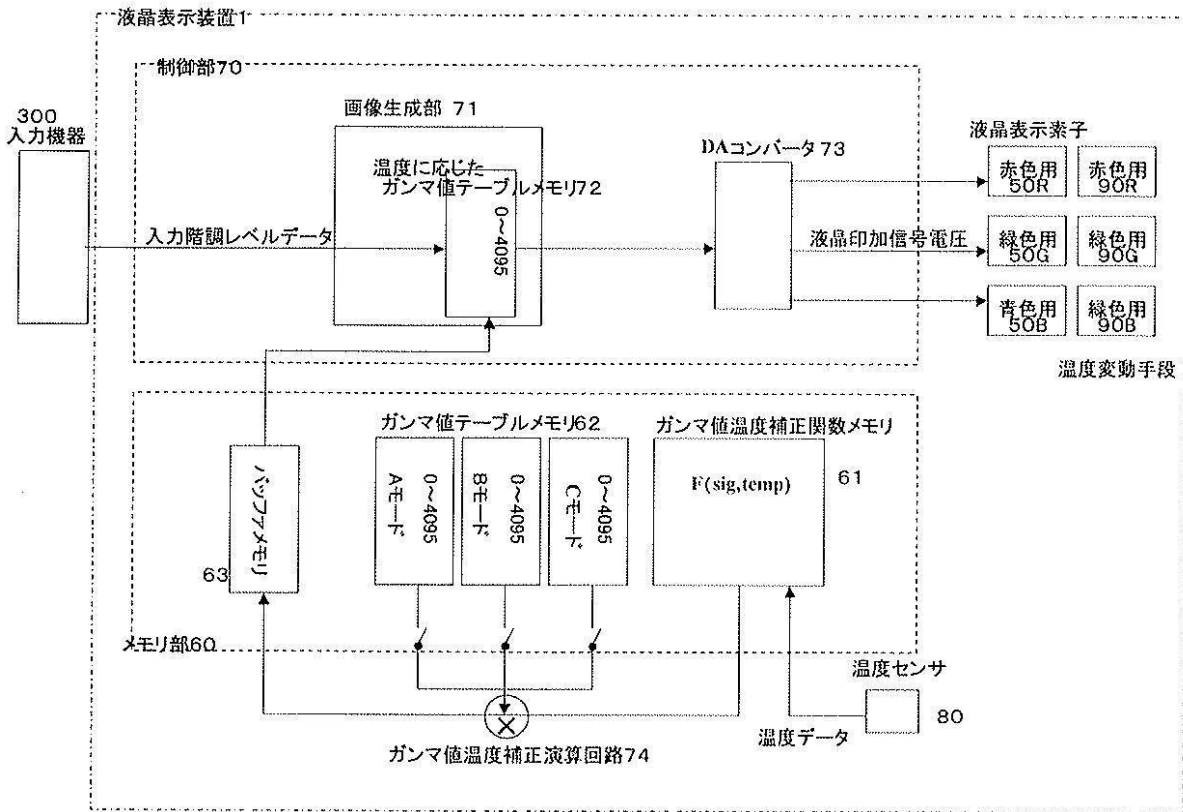 液晶表示装置1
制御部70
300
入力機器
画像生成部 71
温度に応じた
ガンマ値テーブルメモリ72
0～4095
入力階調レベルデータ
DAコンバータ73
液晶印加信号電圧
液晶表示素子
赤色用
50R
赤色用
90R
緑色用
50G
緑色用
90G
青色用
50B
緑色用
90B
温度変動手段
ガンマ値テーブルメモリ62
ガンマ値温度補正関数メモリ
バッファメモリ
63
0～4095
Aモード
0～4095
Bモード
0～4095
Cモード
F(sig,temp)
61
メモリ部60
温度センサ
80
温度データ
ガンマ値温度補正演算回路74